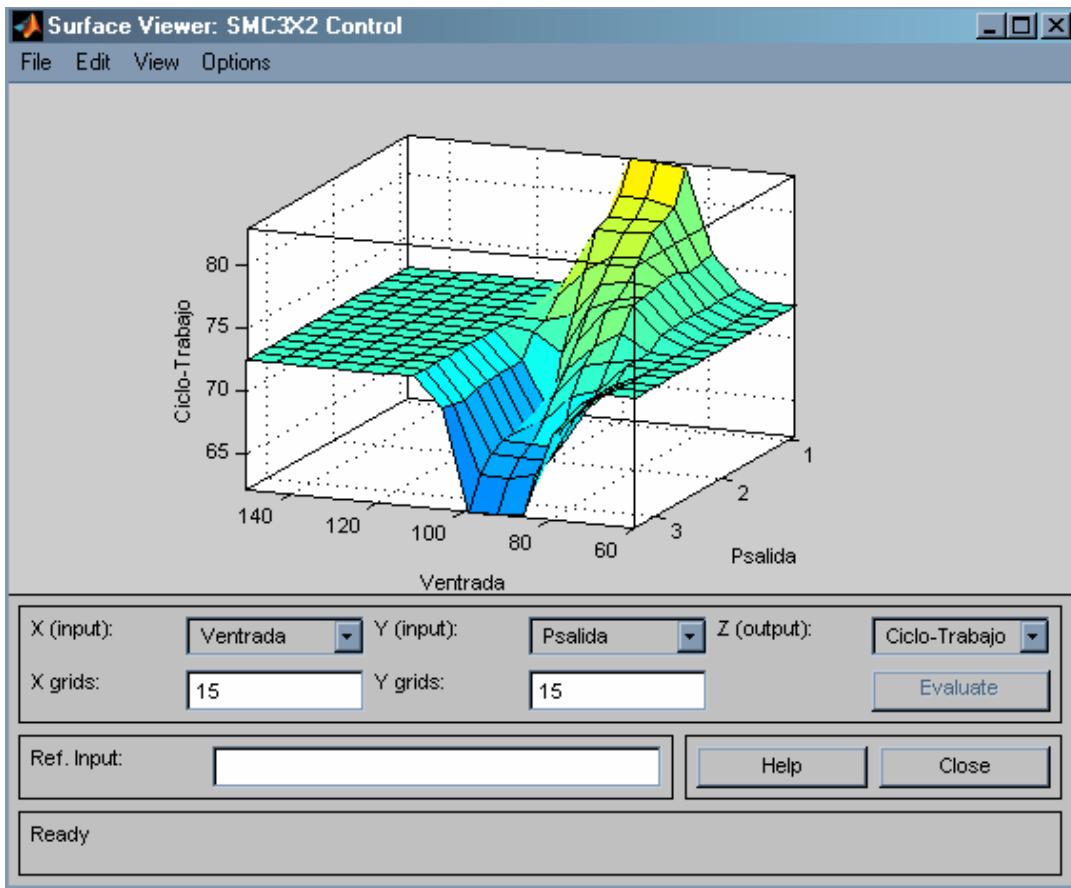 Surface Viewer: SMC3X2 Control
File Edit View Options
80
75
70
65
Ciclo-Trabajo
140
120
100
80
60
Ventrada
1
2
3
Psalida
X (input): Ventrada Y (input): Psalida Z (output): Ciclo-Trabajo
X grids: 15 Y grids: 15 Evaluate
Ref. Input: Help Close
Ready